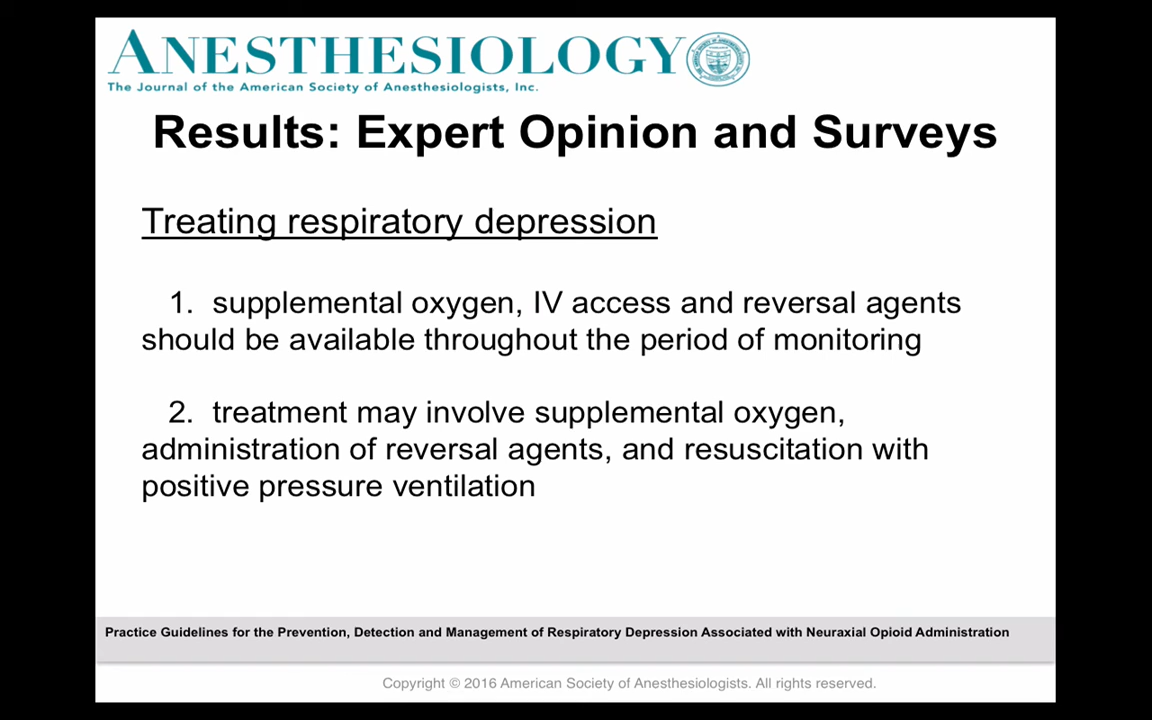 ANESTHESIOLOGY
The Journal of the American Society of Anesthesiologists, Inc.
Results: Expert Opinion and Surveys
Treating respiratory depression
1. supplemental oxygen, IV access and reversal agents
should be available throughout the period of monitoring
2. treatment may involve supplemental oxygen,
administration of reversal agents, and resuscitation with
positive pressure ventilation
Practice Guidelines for the Prevention, Detection and Management of Respiratory Depression Associated with Neuraxial Opioid Administration
Copyright © 2016 American Society of Anesthesiologists. All rights reserved.